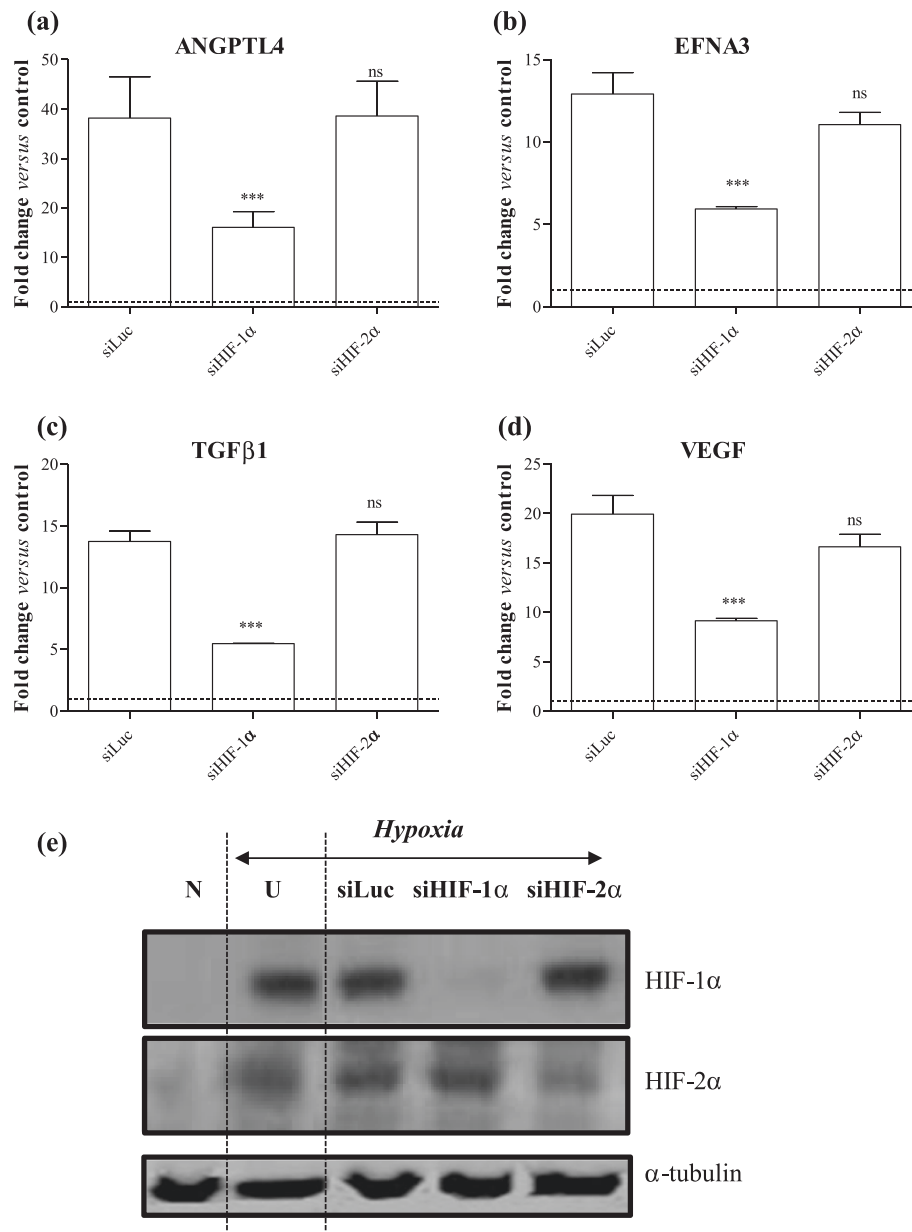 (a)
ANGPTL4
Fold change versus control
50
40
30
20
10
0
ns
***
siLuc
siHIF-1α
siHIF-2α
(b)
EFNA3
Fold change versus control
15
10
5
0
ns
***
siLuc
siHIF-1α
siHIF-2α
(c)
TGFβ1
Fold change versus control
20
15
10
5
0
ns
***
siLuc
siHIF-1α
siHIF-2α
(d)
VEGF
Fold change versus control
25
20
15
10
5
0
ns
***
siLuc
siHIF-1α
siHIF-2α
(e)
Hypoxia
N U siLuc siHIF-1α siHIF-2α
HIF-1α
HIF-2α
α-tubulin